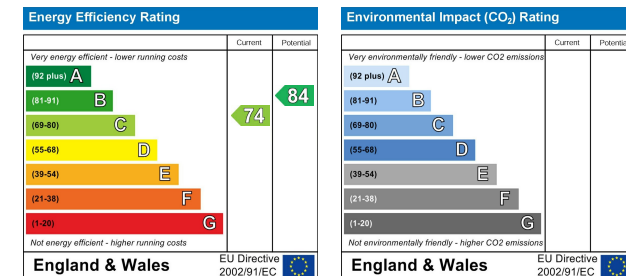 Energy Efficiency Rating
Current Potential
Very energy efficient - lower running costs
(92 plus) A
(81-91) B
(69-80) C
(55-68) D
(39-54) E
(21-38) F
(1-20) G
74
84
Not energy efficient - higher running costs
England & Wales
EU Directive
2002/91/EC
Environmental Impact (CO₂) Rating
Current Potential
Very environmentally friendly - lower CO2 emissions
(92 plus) A
(81-91) B
(69-80) C
(55-68) D
(39-54) E
(21-38) F
(1-20) G
Not environmentally friendly - higher CO2 emissions
England & Wales
EU Directive
2002/91/EC